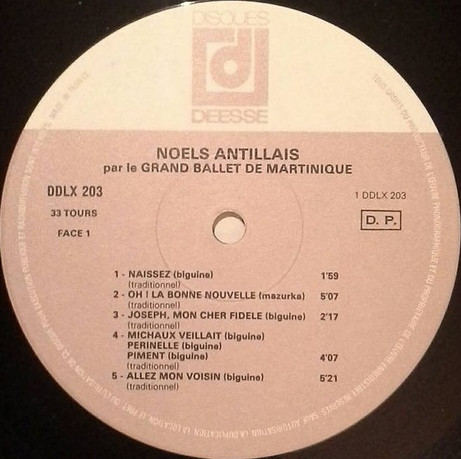 DISQUES
DEESSE
NOELS ANTILLAIS
par le GRAND BALLET DE MARTINIQUE
DDLX 203
1 DDLX 203
33 TOURS
D. P.
FACE 1
1 - NAISSEZ (biguine) 1'59
(traditionnel)
2 - OH ! LA BONNE NOUVELLE (mazurka) 5'07
(traditionnel)
3 - JOSEPH, MON CHER FIDELE (biguine) 2'17
(traditionnel)
4 - MICHAUX VEILLAIT (biguine)
PERINELLE (biguine)
PIMENT (biguine) 4'07
(traditionnel)
5 - ALLEZ MON VOISIN (biguine) 5'21
(traditionnel)